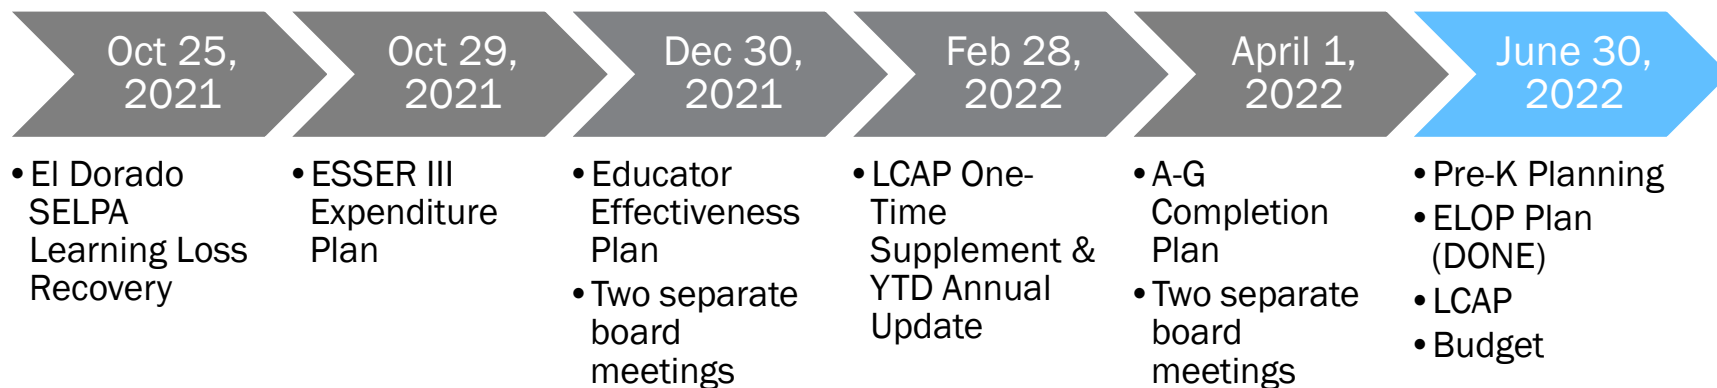 Oct 25,
2021
Oct 29,
2021
Dec 30,
2021
Feb 28,
2022
April 1,
2022
June 30,
2022
• El Dorado
SELPA
Learning Loss
Recovery
• ESSER III
Expenditure
Plan
• Educator
Effectiveness
Plan
• Two separate
board
meetings
• LCAP One-
Time
Supplement &
YTD Annual
Update
• A-G
Completion
Plan
• Two separate
board
meetings
• Pre-K Planning
• ELOP Plan
(DONE)
• LCAP
• Budget